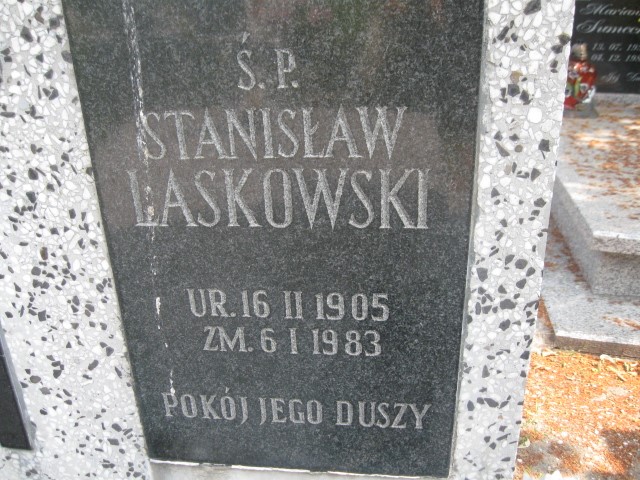 Ś.P.
STANISŁAW
LASKOWSKI
UR. 16 II 1905
ZM. 6 I 1983
POKÓJ JEGO DUSZY